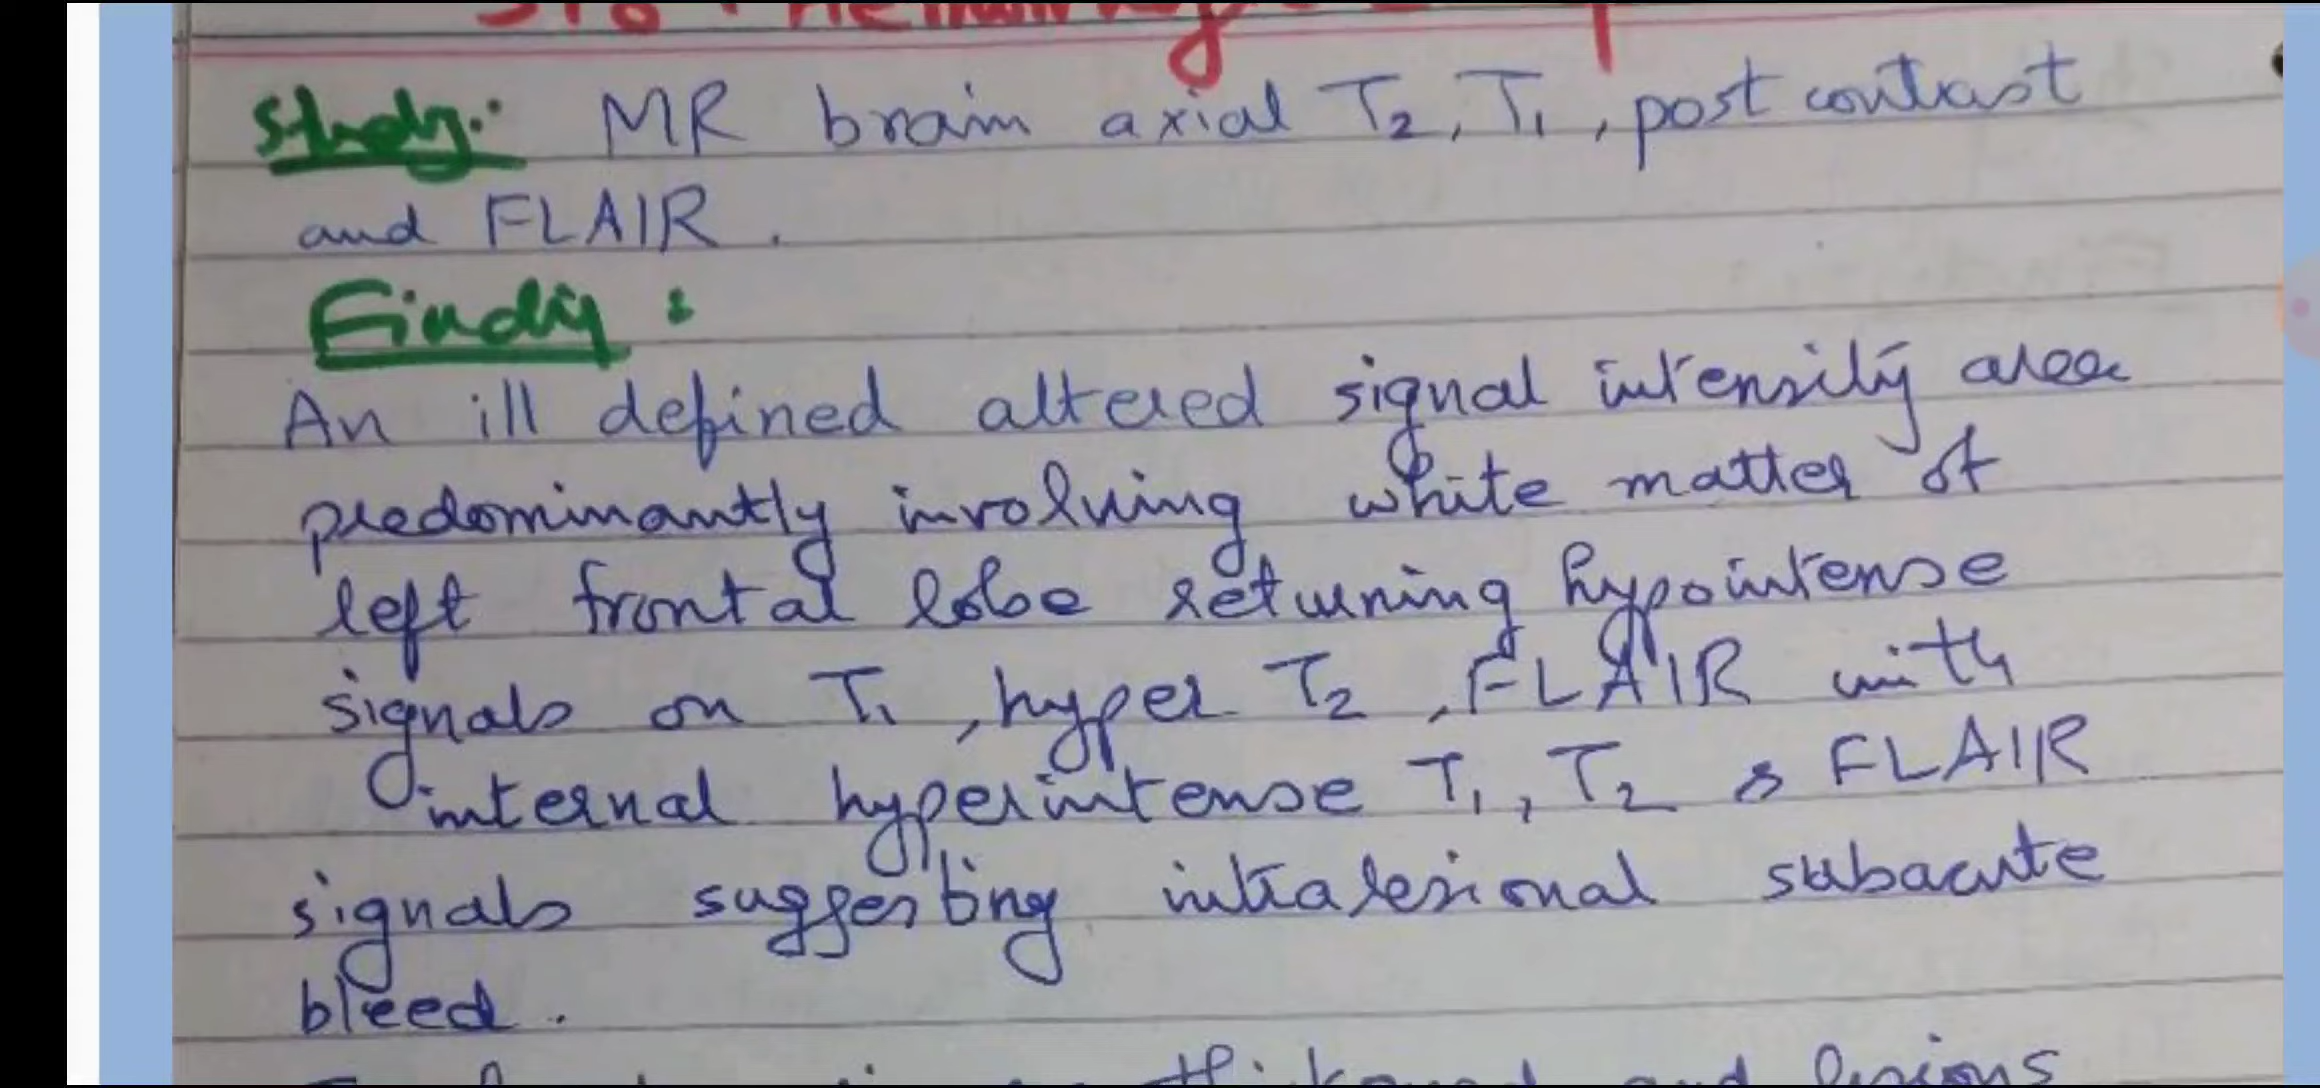 Study: MR brain axial T2, T1, post contrast
and FLAIR.
Finding:
An ill defined altered signal intensity area
predominantly involving white matter of
left frontal lobe returning hypointense
signals on T1, hyper T2, FLAIR with
internal hyperintense T1, T2 & FLAIR
signals suggesting intralesional subacute
bleed.
and lesions